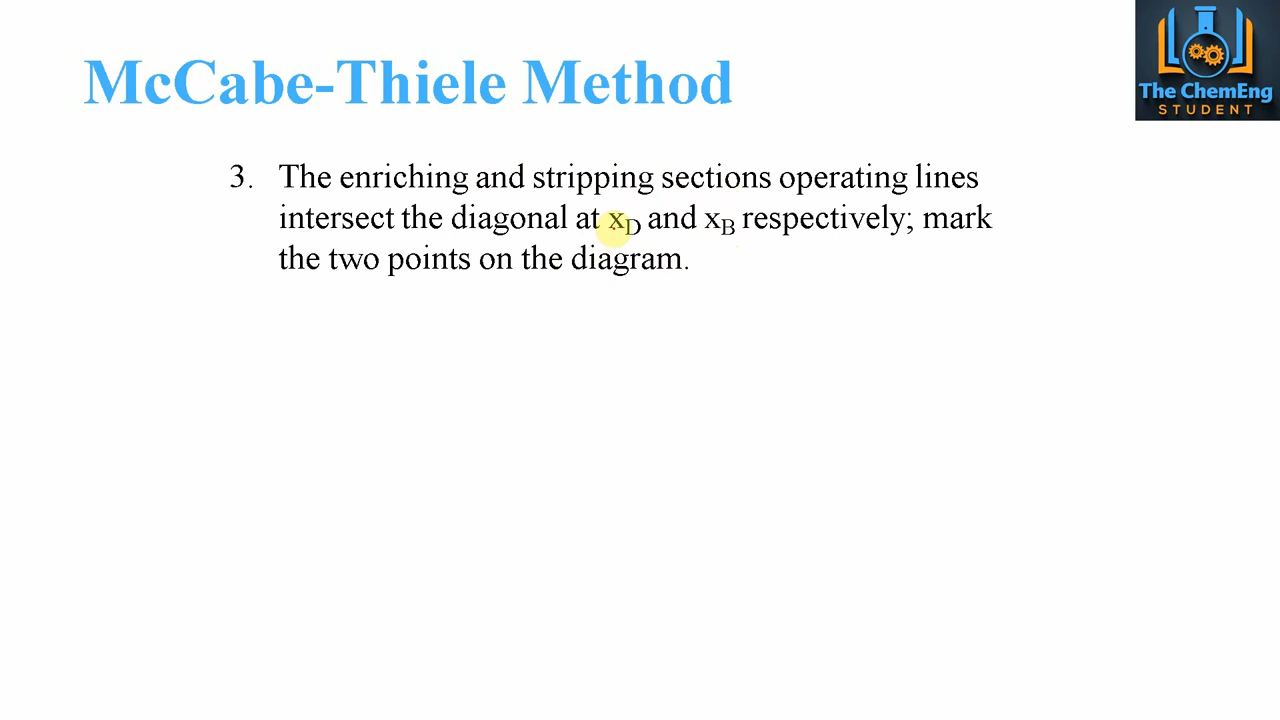 McCabe-Thiele Method
The ChemEng
STUDENT
3. The enriching and stripping sections operating lines
intersect the diagonal at x_D and x_B respectively; mark
the two points on the diagram.